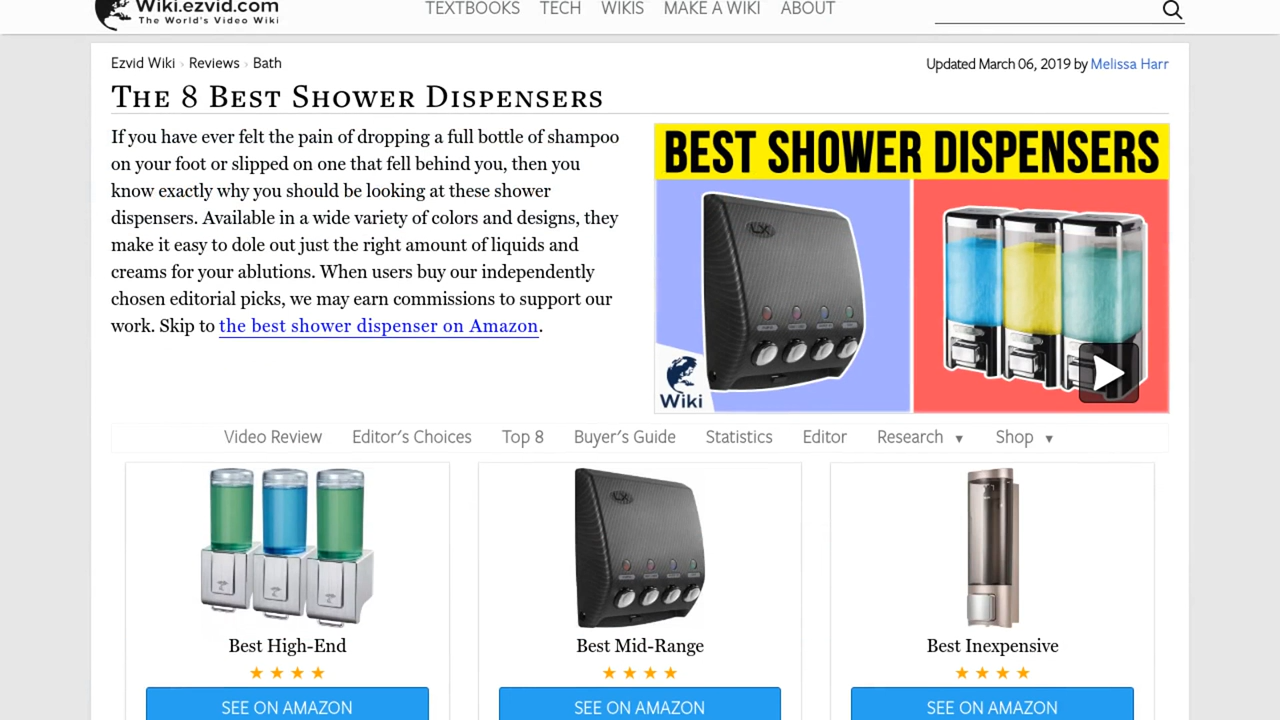 Wiki.ezvid.com
The World's Video Wiki
TEXTBOOKS TECH WIKIS MAKE A WIKI ABOUT
Ezvid Wiki › Reviews › Bath
Updated March 06, 2019 by Melissa Harr
The 8 Best Shower Dispensers
If you have ever felt the pain of dropping a full bottle of shampoo
on your foot or slipped on one that fell behind you, then you
know exactly why you should be looking at these shower
dispensers. Available in a wide variety of colors and designs, they
make it easy to dole out just the right amount of liquids and
creams for your ablutions. When users buy our independently
chosen editorial picks, we may earn commissions to support our
work. Skip to the best shower dispenser on Amazon.
BEST SHOWER DISPENSERS
LX
Wiki
Video Review Editor's Choices Top 8 Buyer's Guide Statistics Editor Research ▼ Shop ▼
LX
Best High-End
Best Mid-Range
Best Inexpensive
SEE ON AMAZON
SEE ON AMAZON
SEE ON AMAZON